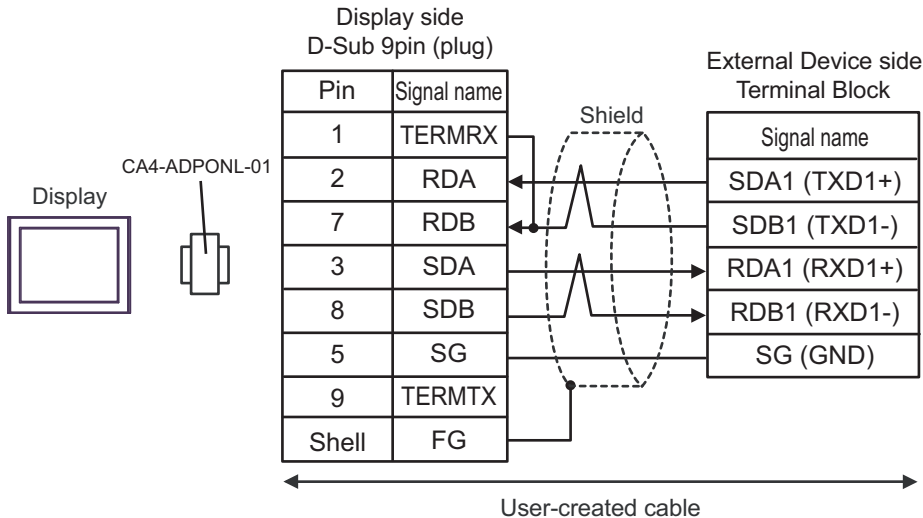 Display side
D-Sub 9pin (plug)
External Device side
Terminal Block
Pin Signal name
Shield
Signal name
1 TERMRX
CA4-ADPONL-01
2 RDA
SDA1 (TXD1+)
Display
7 RDB
SDB1 (TXD1-)
3 SDA
RDA1 (RXD1+)
8 SDB
RDB1 (RXD1-)
5 SG
SG (GND)
9 TERMTX
Shell FG
User-created cable